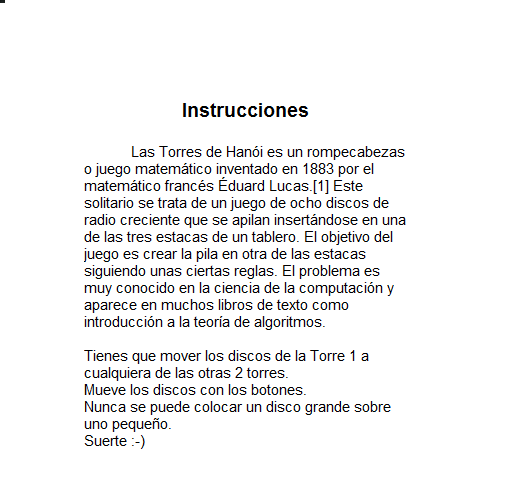 Instrucciones
Las Torres de Hanói es un rompecabezas
o juego matemático inventado en 1883 por el
matemático francés Éduard Lucas.[1] Este
solitario se trata de un juego de ocho discos de
radio creciente que se apilan insertándose en una
de las tres estacas de un tablero. El objetivo del
juego es crear la pila en otra de las estacas
siguiendo unas ciertas reglas. El problema es
muy conocido en la ciencia de la computación y
aparece en muchos libros de texto como
introducción a la teoría de algoritmos.
Tienes que mover los discos de la Torre 1 a
cualquiera de las otras 2 torres.
Mueve los discos con los botones.
Nunca se puede colocar un disco grande sobre
uno pequeño.
Suerte :-)